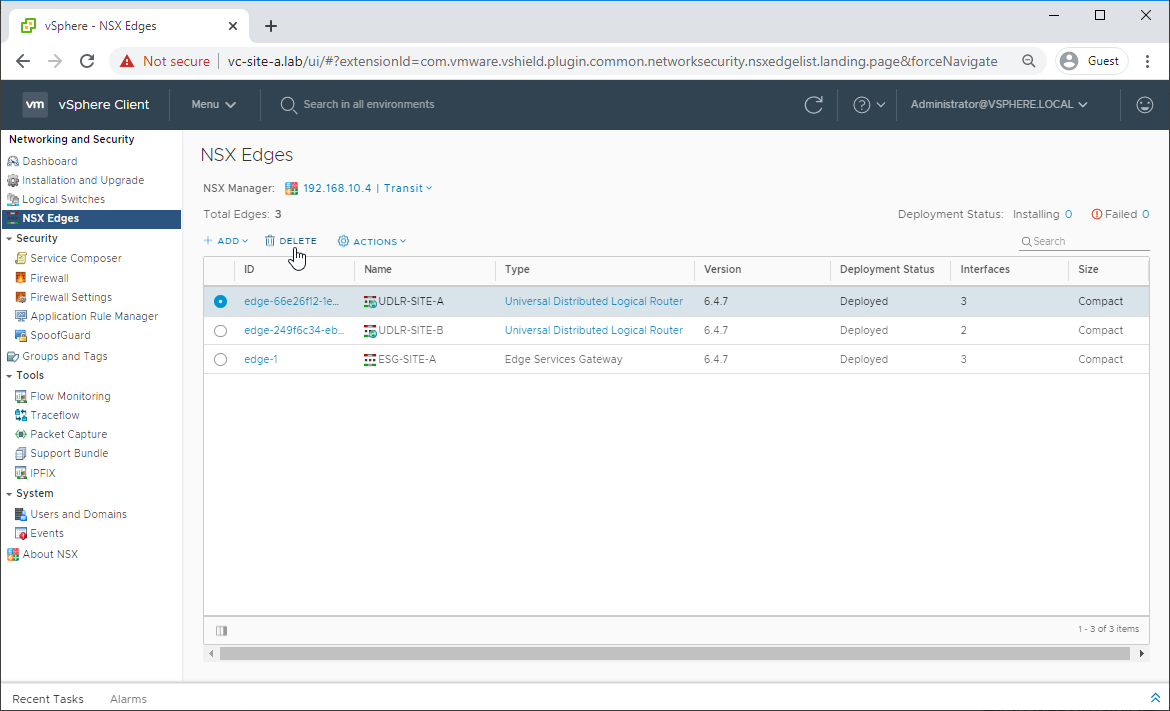 vSphere - NSX Edges
Not secure vc-site-a.lab/ui/#?extensionId=com.vmware.vshield.plugin.common.networksecurity.nsxedgelist.landing.page&forceNavigate Guest
vm vSphere Client Menu Search in all environments Administrator@VSPHERE.LOCAL
Networking and Security
Dashboard
Installation and Upgrade
Logical Switches
NSX Edges
Security
Service Composer
Firewall
Firewall Settings
Application Rule Manager
SpoofGuard
Groups and Tags
Tools
Flow Monitoring
Traceflow
Packet Capture
Support Bundle
IPFIX
System
Users and Domains
Events
About NSX
NSX Edges
NSX Manager: 192.168.10.4 | Transit
Total Edges: 3 Deployment Status: Installing 0 Failed 0
ADD DELETE ACTIONS Search
ID Name Type Version Deployment Status Interfaces Size
edge-66e26f12-1e... UDLR-SITE-A Universal Distributed Logical Router 6.4.7 Deployed 3 Compact
edge-249f6c34-eb... UDLR-SITE-B Universal Distributed Logical Router 6.4.7 Deployed 2 Compact
edge-1 ESG-SITE-A Edge Services Gateway 6.4.7 Deployed 3 Compact
1 - 3 of 3 items
Recent Tasks Alarms